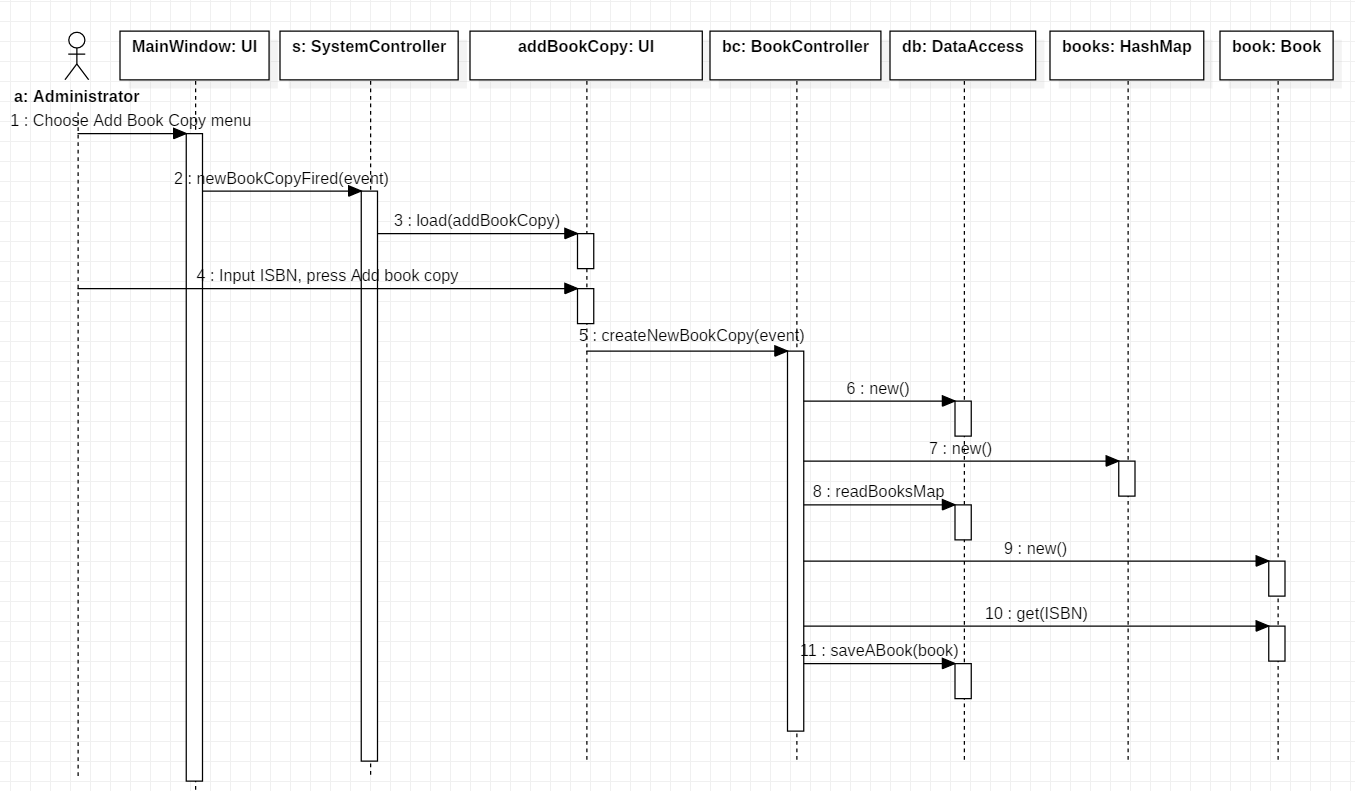 MainWindow: UI
s: SystemController
addBookCopy: UI
bc: BookController
db: DataAccess
books: HashMap
book: Book
a: Administrator
1 : Choose Add Book Copy menu
2 : newBookCopyFired(event)
3 : load(addBookCopy)
4 : Input ISBN, press Add book copy
5 : createNewBookCopy(event)
6 : new()
7 : new()
8 : readBooksMap
9 : new()
10 : get(ISBN)
11 : saveABook(book)